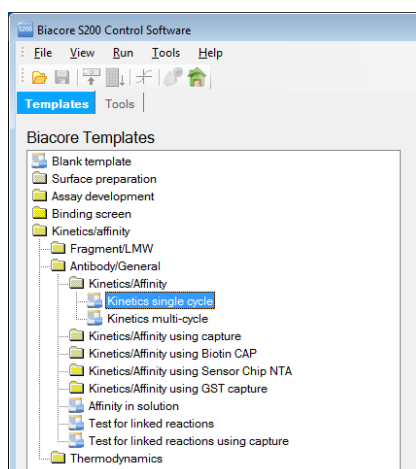 Biacore S200 Control Software
File View Run Tools Help
Templates Tools
Biacore Templates
Blank template
Surface preparation
Assay development
Binding screen
Kinetics/affinity
Fragment/LMW
Antibody/General
Kinetics/Affinity
Kinetics single cycle
Kinetics multi-cycle
Kinetics/Affinity using capture
Kinetics/Affinity using Biotin CAP
Kinetics/Affinity using Sensor Chip NTA
Kinetics/Affinity using GST capture
Affinity in solution
Test for linked reactions
Test for linked reactions using capture
Thermodynamics